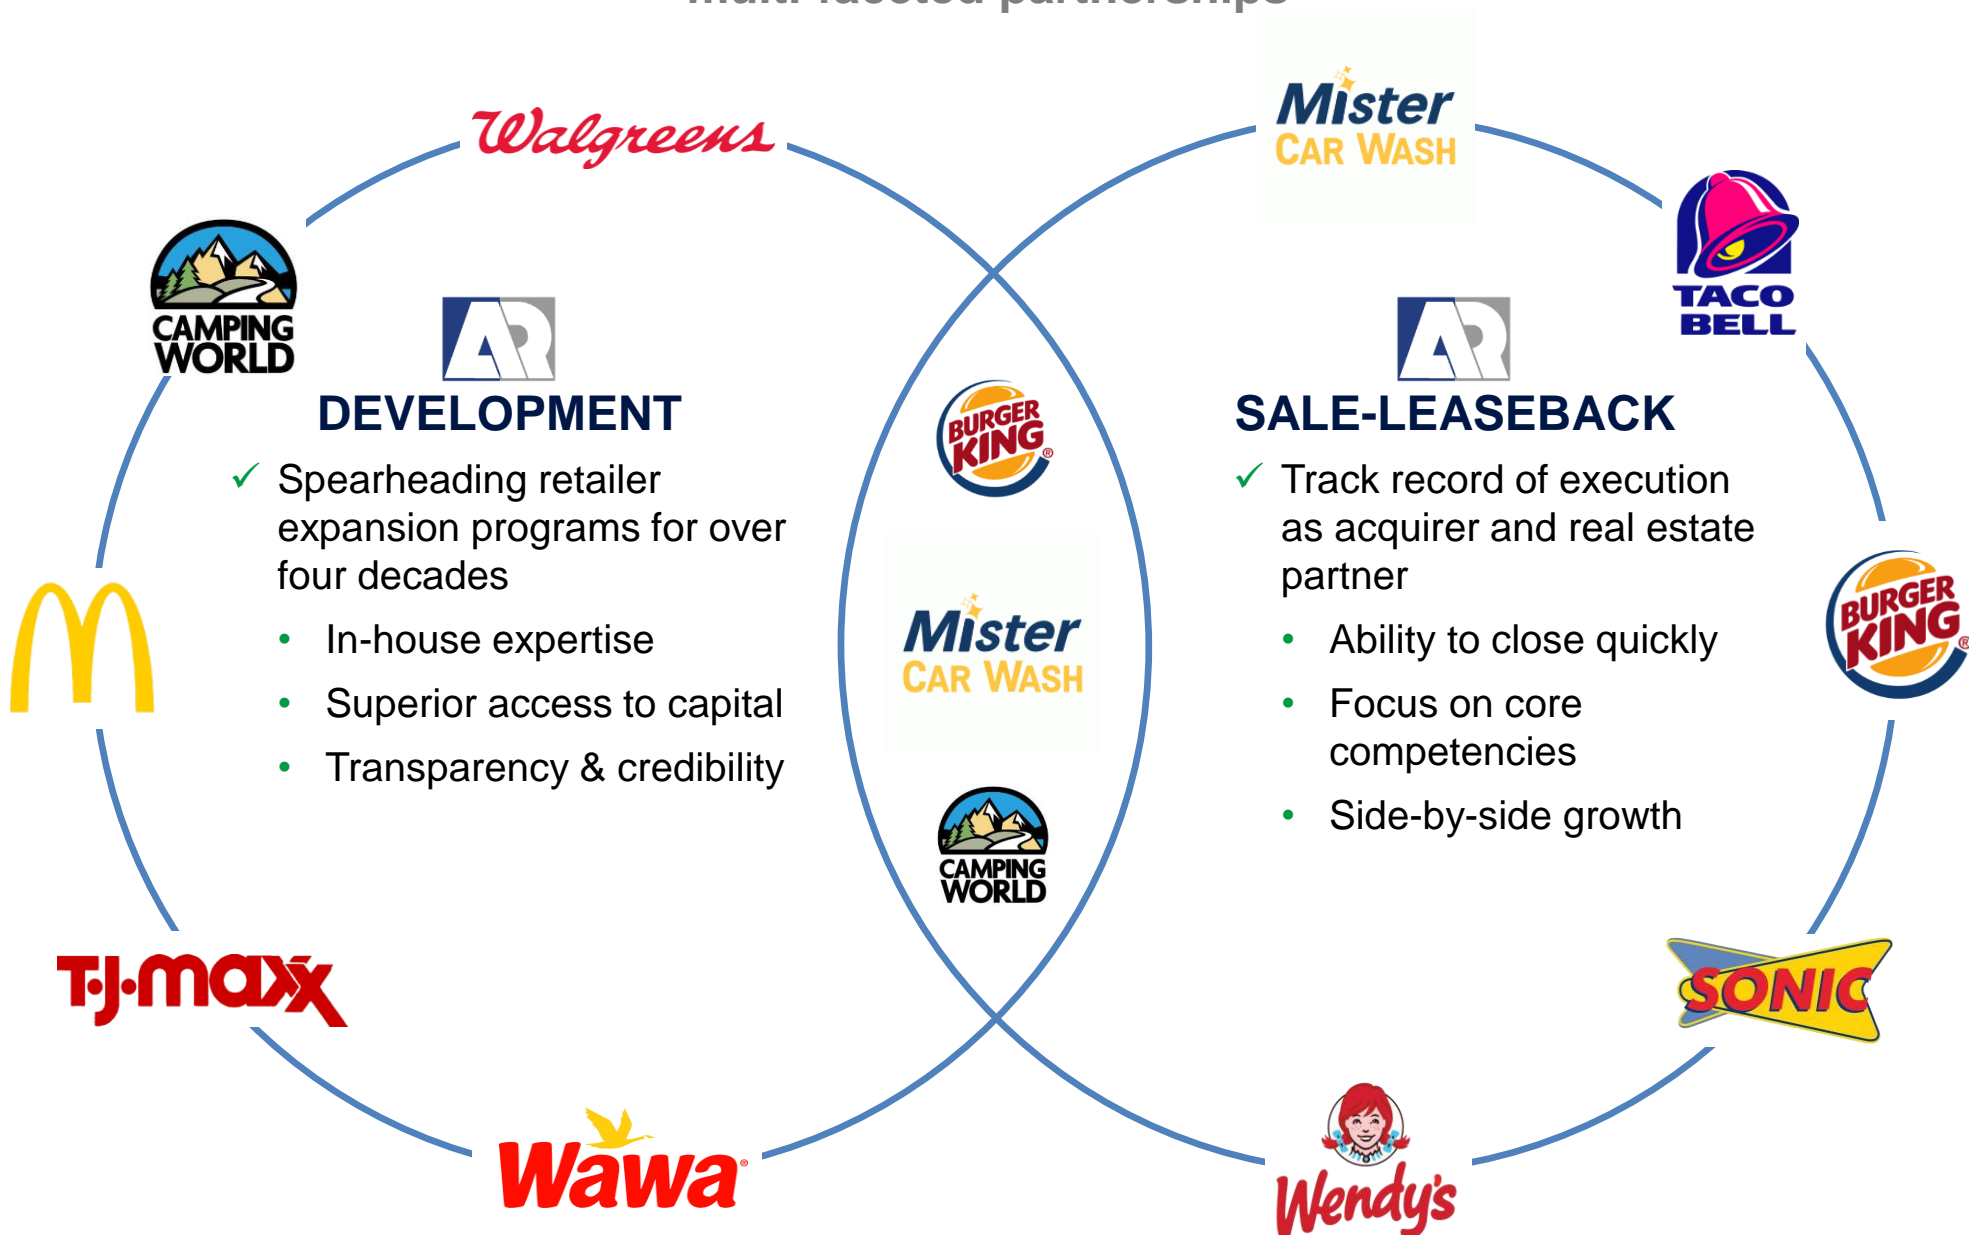 multi-faceted partnerships
Walgreens
Mister
CAR WASH
TACO
BELL
CAMPING
WORLD
AR
DEVELOPMENT
✓ Spearheading retailer
expansion programs for over
four decades
• In-house expertise
• Superior access to capital
• Transparency & credibility
BURGER
KING®
Mister
CAR WASH
CAMPING
WORLD
AR
SALE-LEASEBACK
✓ Track record of execution
as acquirer and real estate
partner
• Ability to close quickly
• Focus on core
competencies
• Side-by-side growth
BURGER
KING®
T·J·maxx
SONIC
Wawa®
Wendy's